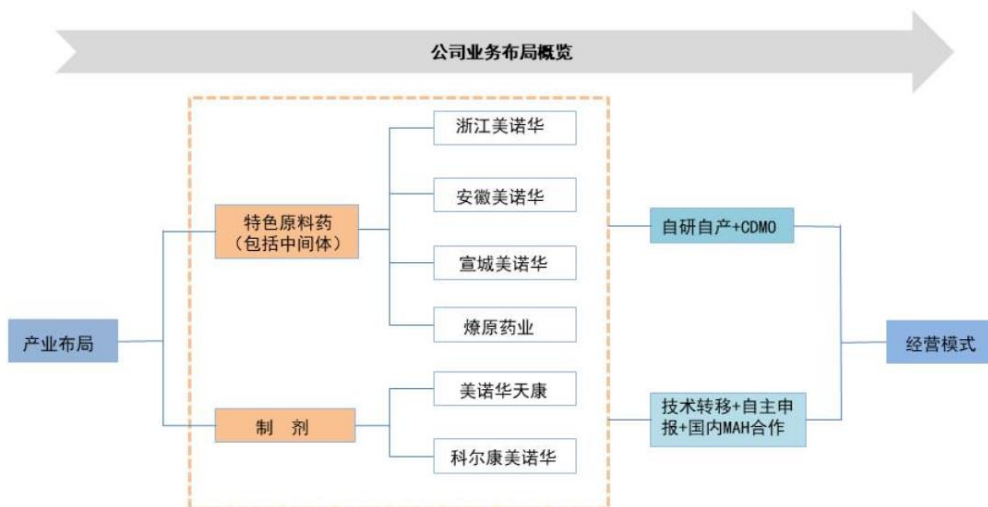 公司业务布局概览
浙江美诺华
安徽美诺华
特色原料药
（包括中间体）
自研自产+CDMO
宣城美诺华
燎原药业
产业布局
经营模式
美诺华天康
制 剂
技术转移+自主申
报+国内MAH合作
科尔康美诺华